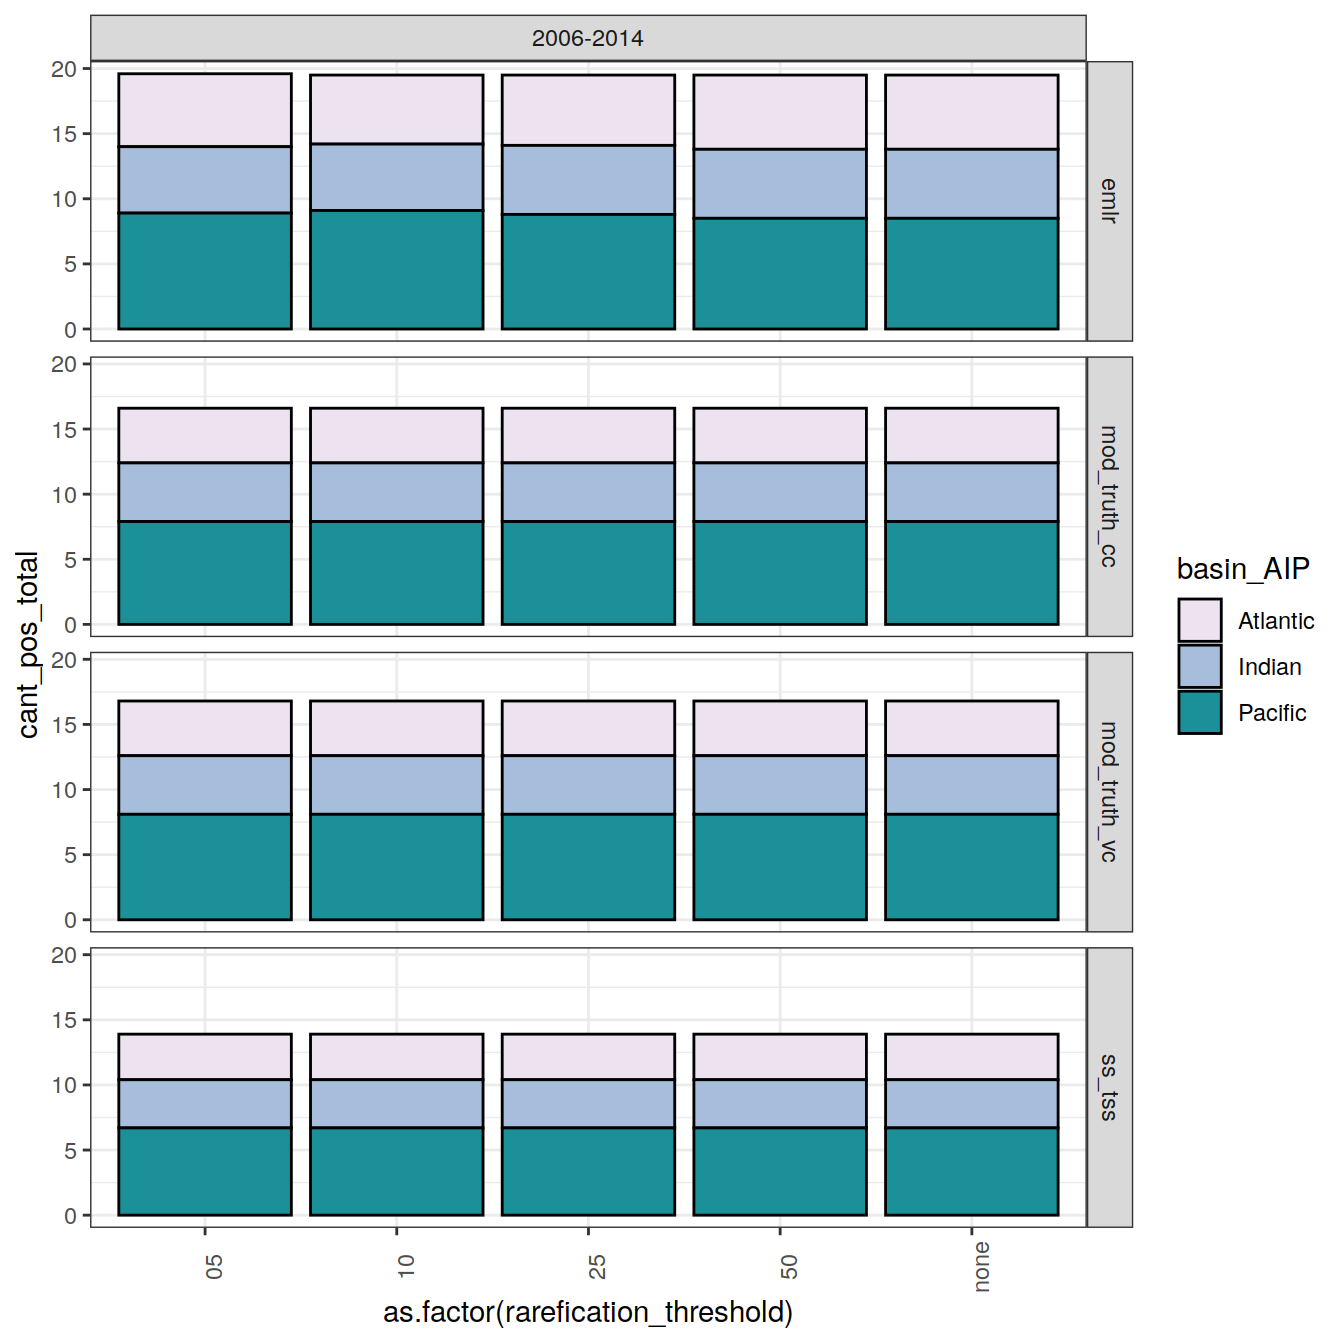 2006-2014
20
15
10
5
0
emlr
20
15
10
5
0
mod_truth_cc
20
15
10
5
0
mod_truth_vc
20
15
10
5
0
ss_tss
cant_pos_total
05
10
25
50
none
as.factor(rarefication_threshold)
basin_AIP
Atlantic
Indian
Pacific